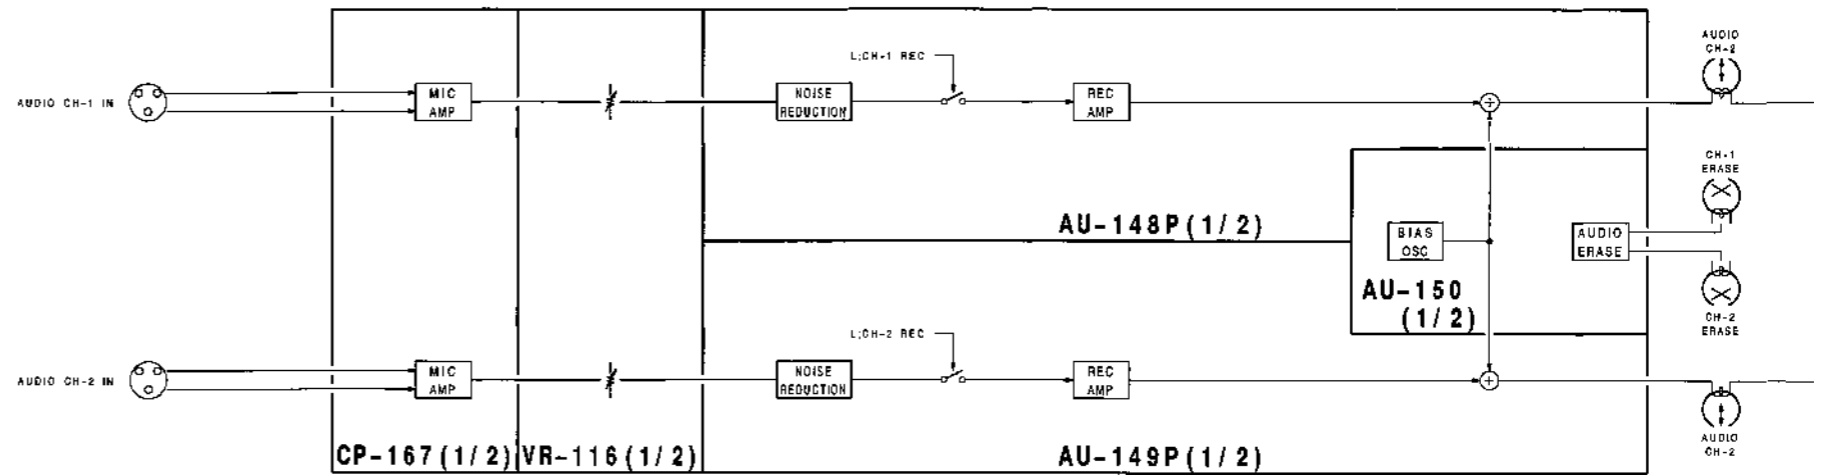 AUDIO
CH-2
L;CH-1 REC
AUDIO CH-1 IN
MIC
AMP
NOISE
REDUCTION
REC
AMP
CH-1
ERASE
AU-148P(1/2)
BIAS
OSC
AUDIO
ERASE
AU-150
(1/2)
CH-2
ERASE
L;CH-2 REC
AUDIO CH-2 IN
MIC
AMP
NOISE
REDUCTION
REC
AMP
AUDIO
CH-2
CP-167(1/2)
VR-116(1/2)
AU-149P(1/2)